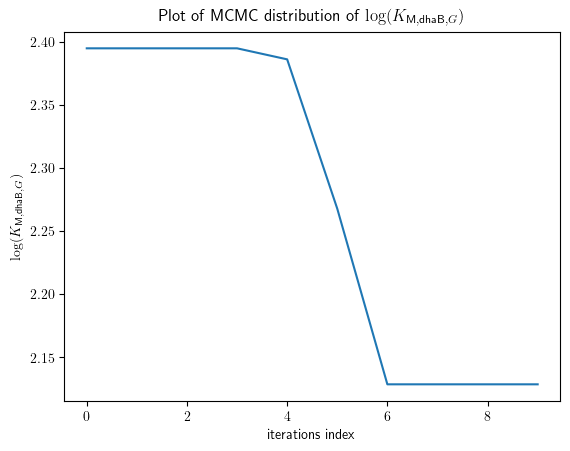 Plot of MCMC distribution of log(K_{M,dhaB,G})
log(K_{M,dhaB,G})
2.40
2.35
2.30
2.25
2.20
2.15
0 2 4 6 8
iterations index